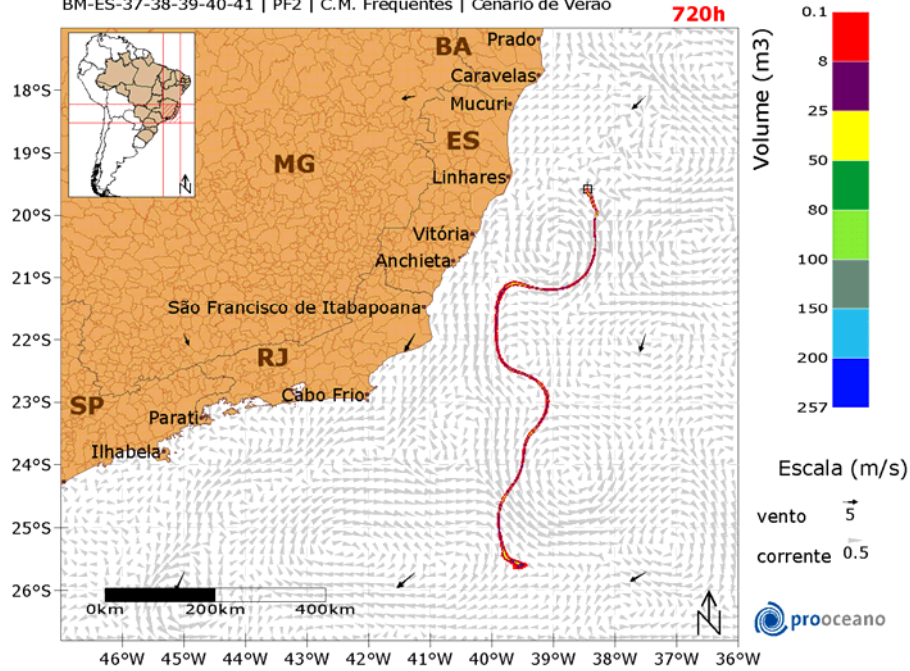 BM-ES-37-38-39-40-41 | PF2 | C.M. Frequentes | Cenário de Verão
720h
BA
Prado
Caravelas
Mucuri
ES
MG
Linhares
Vitória
Anchieta
São Francisco de Itabapoana
RJ
Cabo Frio
SP
Parati
Ilhabela
18°S
19°S
20°S
21°S
22°S
23°S
24°S
25°S
26°S
0km 200km 400km
N
N
46°W 45°W 44°W 43°W 42°W 41°W 40°W 39°W 38°W 37°W 36°W
Volume (m3)
0.1
8
25
50
80
100
150
200
257
Escala (m/s)
vento 5
corrente 0.5
prooceano